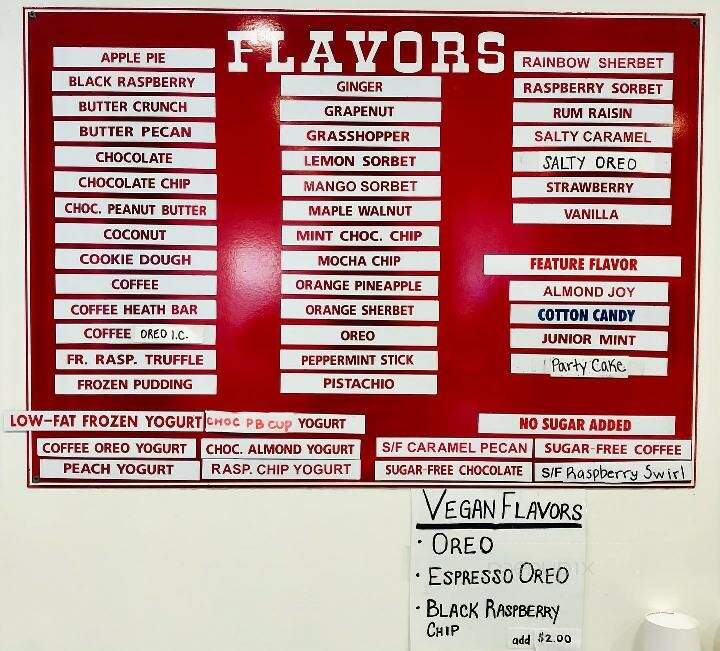 FLAVORS
APPLE PIE
BLACK RASPBERRY
BUTTER CRUNCH
BUTTER PECAN
CHOCOLATE
CHOCOLATE CHIP
CHOC. PEANUT BUTTER
COCONUT
COOKIE DOUGH
COFFEE
COFFEE HEATH BAR
COFFEE OREO I.C.
FR. RASP. TRUFFLE
FROZEN PUDDING
GINGER
GRAPENUT
GRASSHOPPER
LEMON SORBET
MANGO SORBET
MAPLE WALNUT
MINT CHOC. CHIP
MOCHA CHIP
ORANGE PINEAPPLE
ORANGE SHERBET
OREO
PEPPERMINT STICK
PISTACHIO
RAINBOW SHERBET
RASPBERRY SORBET
RUM RAISIN
SALTY CARAMEL
SALTY OREO
STRAWBERRY
VANILLA
FEATURE FLAVOR
ALMOND JOY
COTTON CANDY
JUNIOR MINT
Party Cake
LOW-FAT FROZEN YOGURT
CHOC PB CUP YOGURT
COFFEE OREO YOGURT
CHOC. ALMOND YOGURT
PEACH YOGURT
RASP. CHIP YOGURT
NO SUGAR ADDED
S/F CARAMEL PECAN
SUGAR-FREE COFFEE
SUGAR-FREE CHOCOLATE
S/F Raspberry Swirl
VEGAN FLAVORS
· OREO
· ESPRESSO OREO
· BLACK RASPBERRY
CHIP
add $2.00